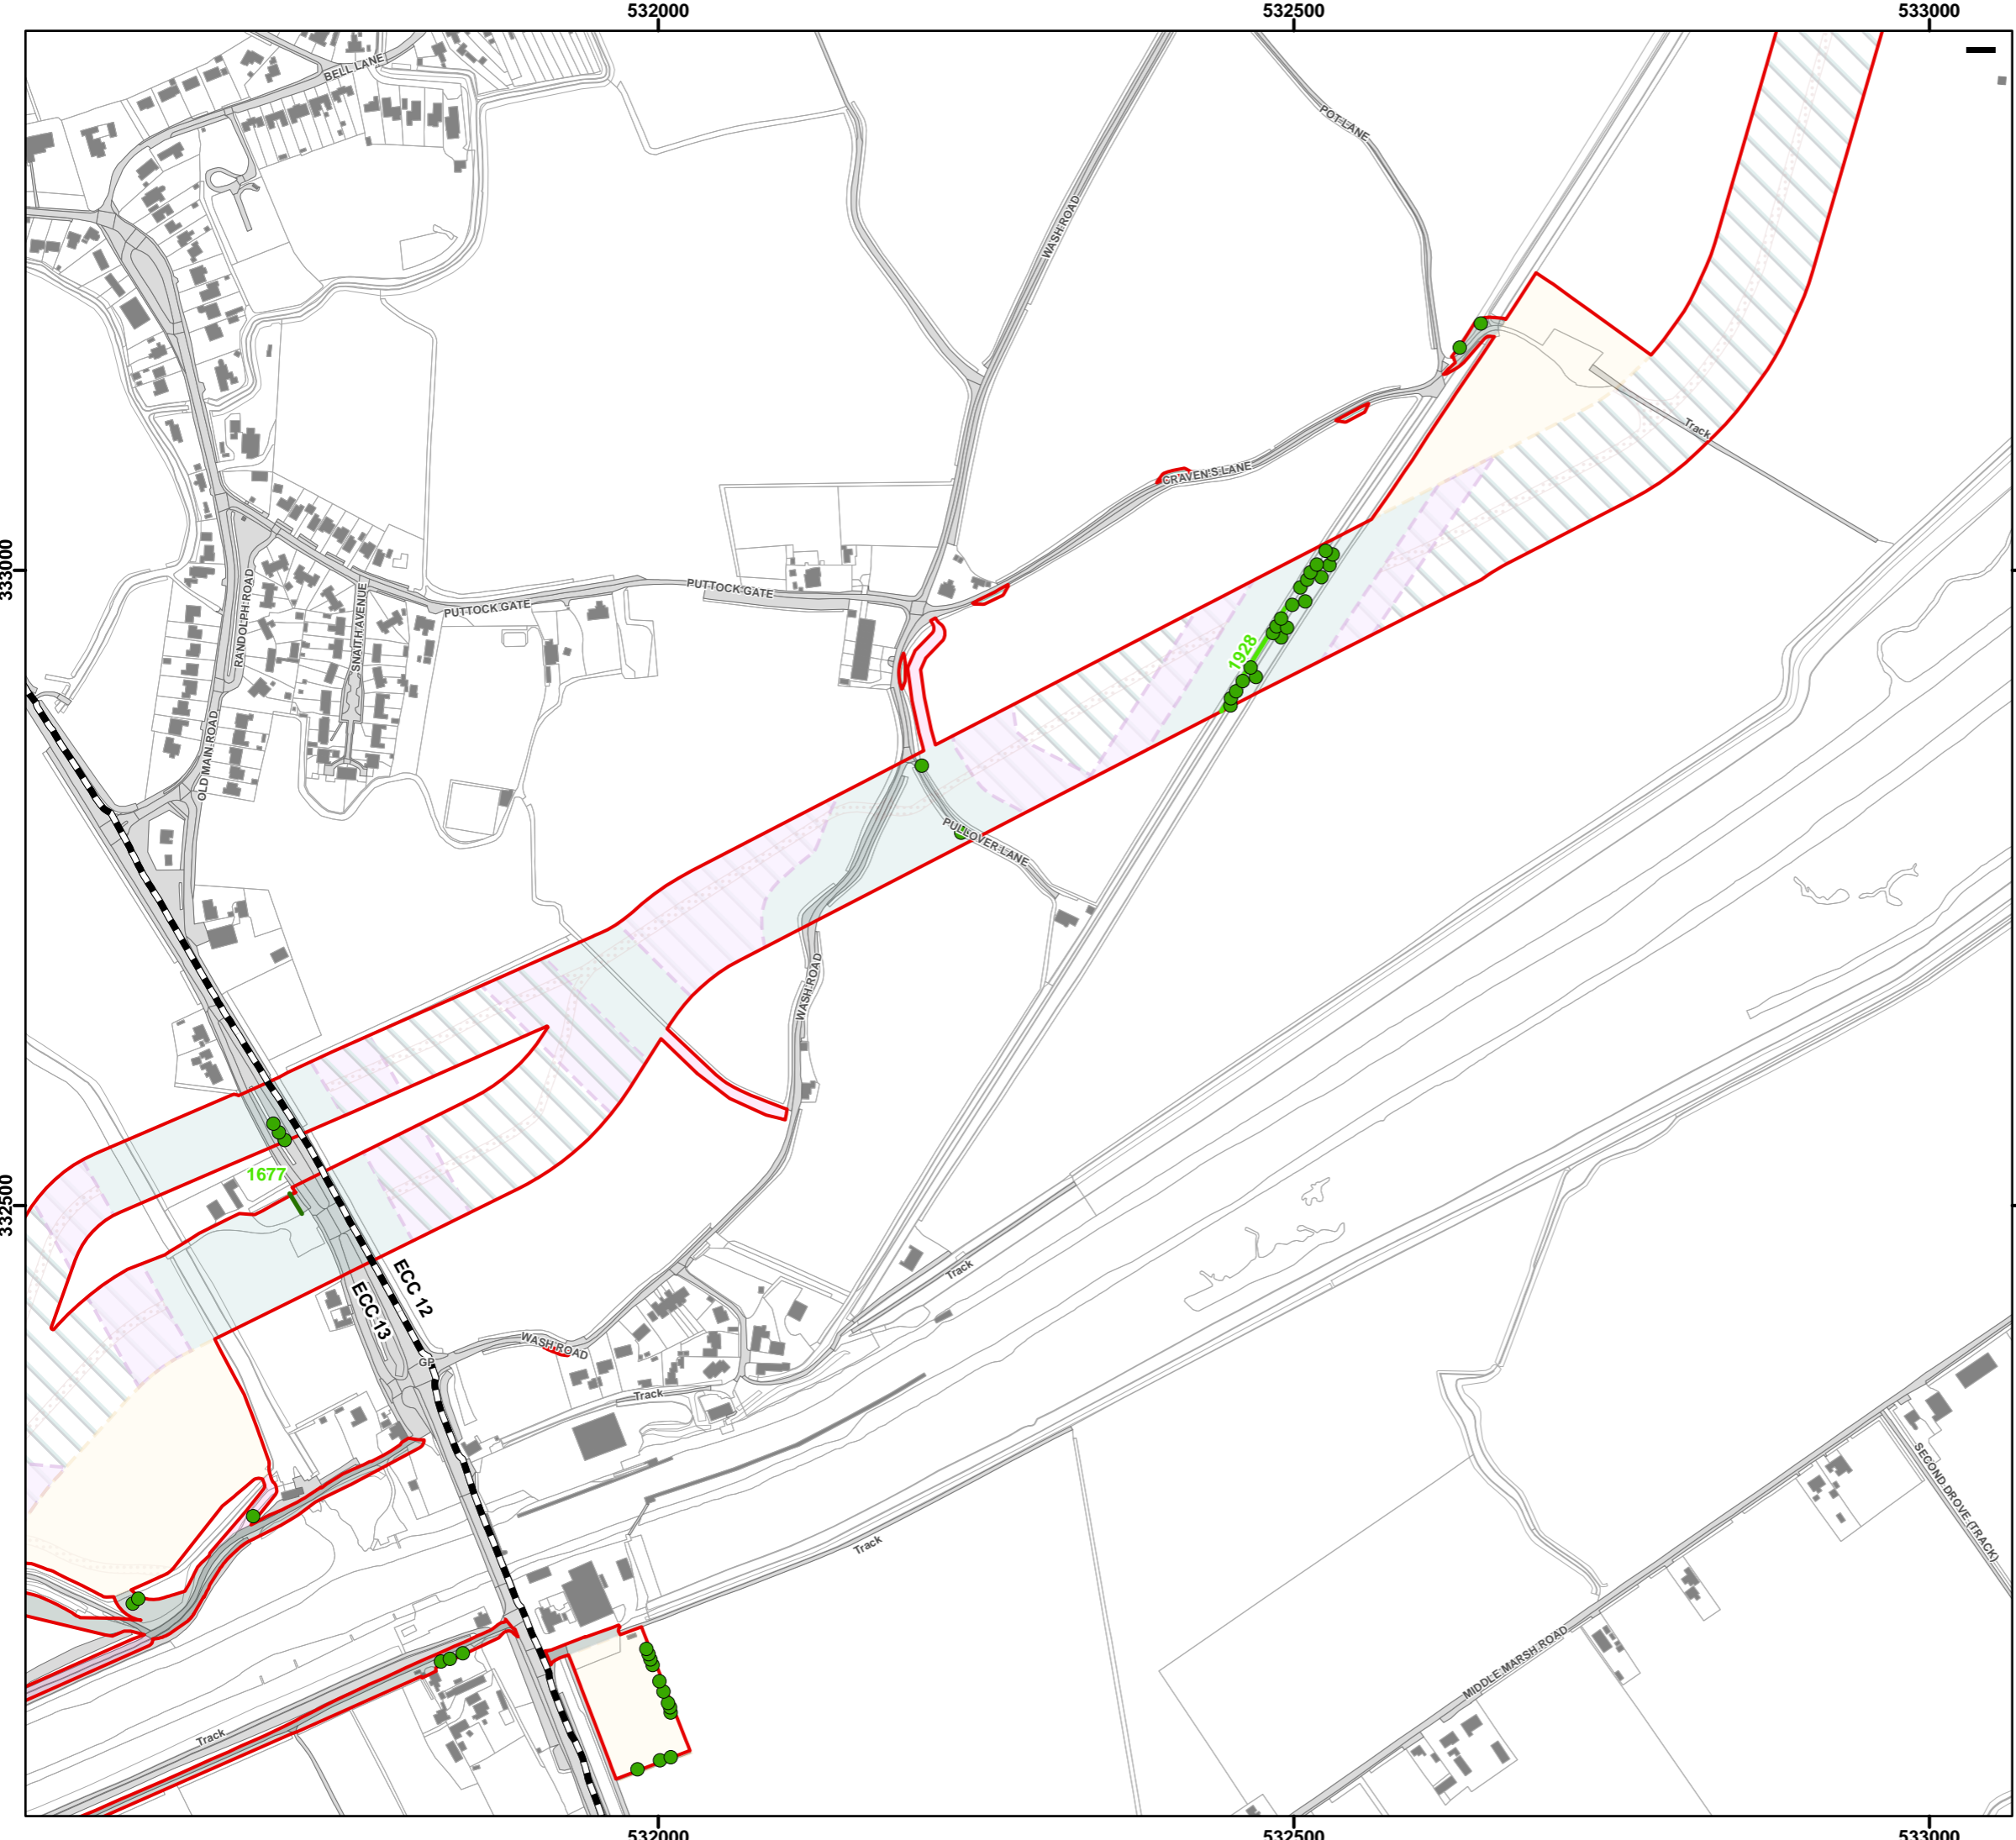 532000
532500
533000
BELL LANE
POT LANE
WASH ROAD
Track
CRAVEN'S LANE
333000
PUTTOCK GATE
PUTTOCK GATE
RANDOLPH ROAD
SNAITH AVENUE
1928
OLD MAIN ROAD
PULLOVER LANE
WASH ROAD
1677
332500
ECC 12
ECC 13
Track
WASH ROAD
GP
Track
SECOND DROVE (TRACK)
Track
MIDDLE MARSH ROAD
Track
532000
532500
533000